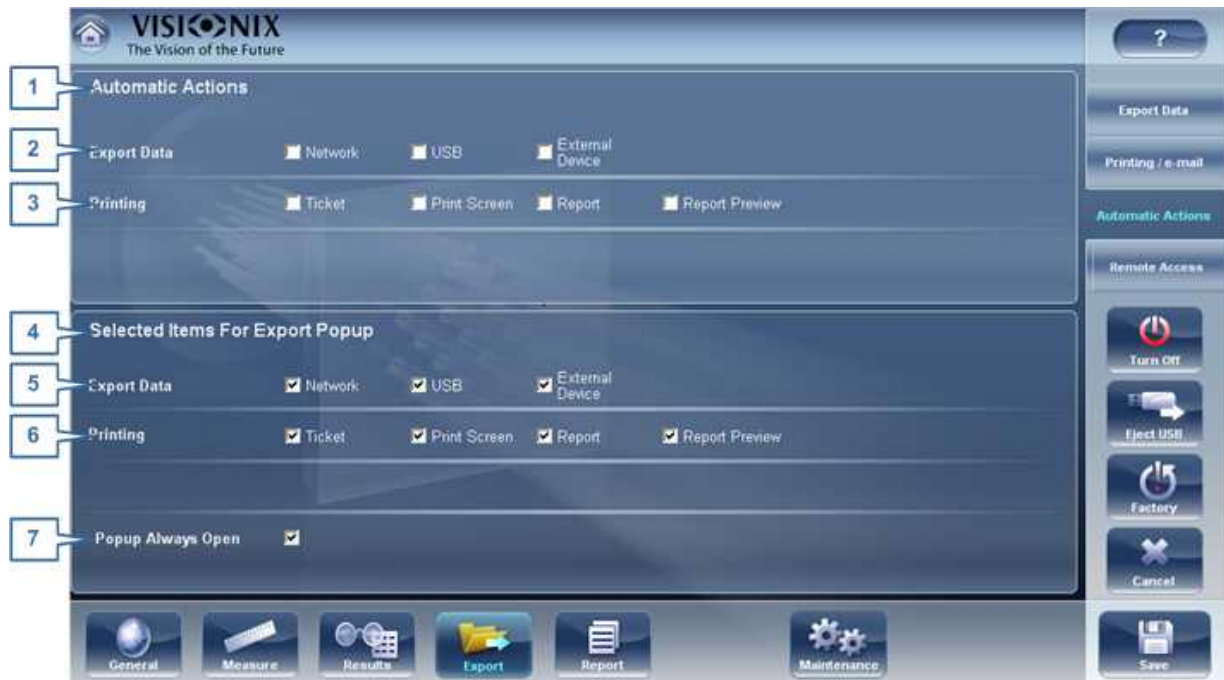 VISIONIX
The Vision of the Future
?
1
Automatic Actions
2
Export Data
Network
USB
External
Device
3
Printing
Ticket
Print Screen
Report
Report Preview
4
Selected Items For Export Popup
5
Export Data
Network
USB
External
Device
6
Printing
Ticket
Print Screen
Report
Report Preview
7
Popup Always Open
Export Data
Printing / e-mail
Automatic Actions
Remote Access
Turn Off
Eject USB
Factory
Cancel
General
Measure
Results
Export
Report
Maintenance
Save